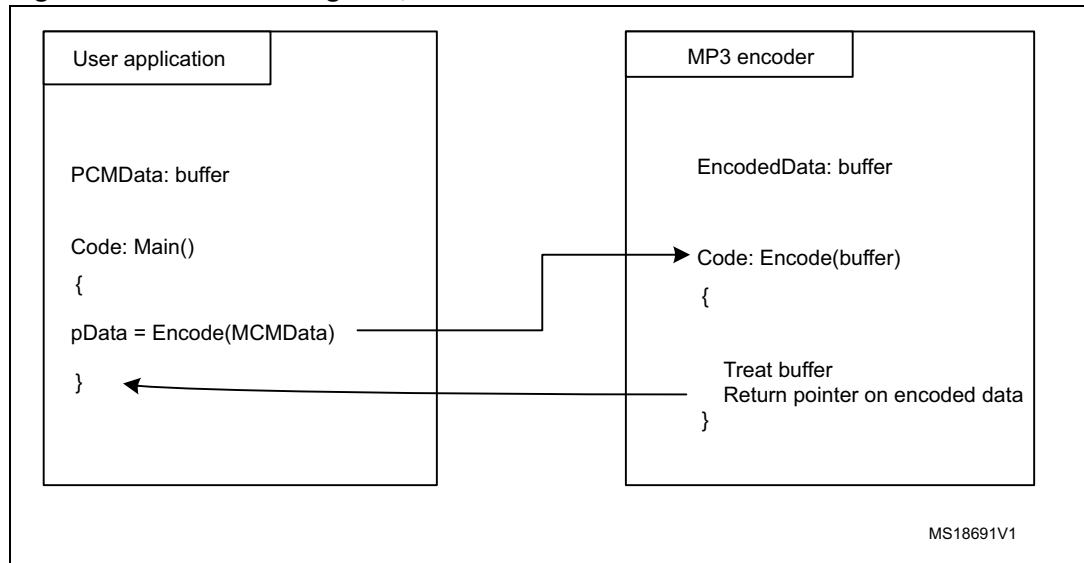 User application
PCMData: buffer
Code: Main()
{
pData = Encode(MCMData)
}
MP3 encoder
EncodedData: buffer
Code: Encode(buffer)
{
Treat buffer
Return pointer on encoded data
}
MS18691V1